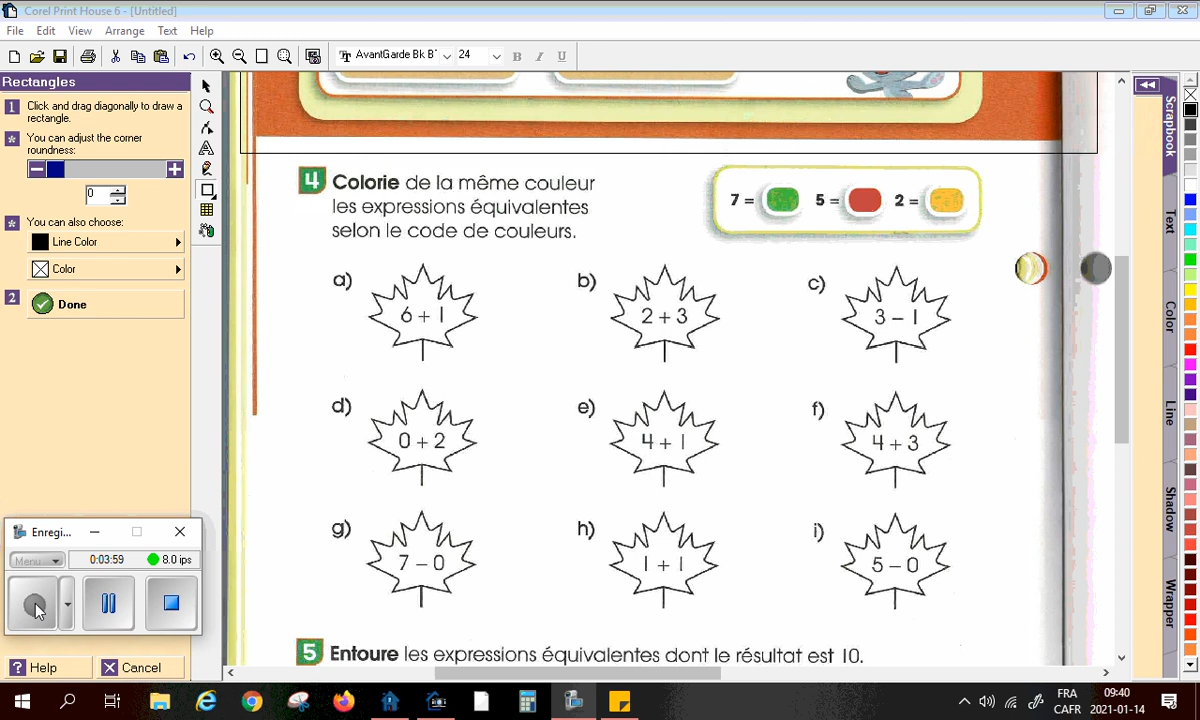 Corel Print House 6 - [Untitled]
File Edit View Arrange Text Help
AvantGarde Bk BT 24 B I U
Rectangles
1 Click and drag diagonally to draw a
rectangle.
* You can adjust the corner
roundness:
0
* You can also choose:
Line Color
Color
2 Done
4 Colorie de la même couleur
les expressions équivalentes
selon le code de couleurs.
7 = 5 = 2 =
a) 6 + 1
b) 2 + 3
c) 3 – 1
d) 0 + 2
e) 4 + 1
f) 4 + 3
g) 7 – 0
h) 1 + 1
i) 5 – 0
5 Entoure les expressions équivalentes dont le résultat est 10.
Scrapbook
Text
Color
Line
Shadow
Wrapper
Enregi...
Menu
0:03:59 8.0 ips
? Help X Cancel
FRA
CAFR
09:40
2021-01-14